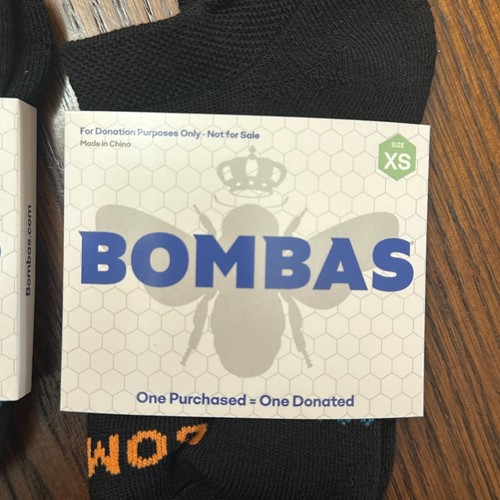 For Donation Purposes Only - Not for Sale
Made in China
SIZE
XS
BOMBAS
One Purchased = One Donated
Bombas.com